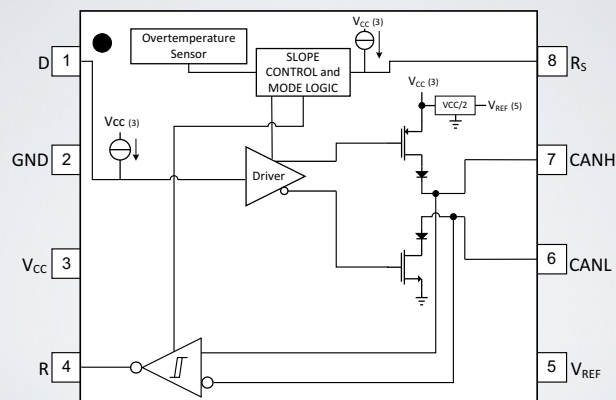 Overtemperature
Sensor
VCC (3)
SLOPE
CONTROL and
MODE LOGIC
D 1
8 RS
VCC (3)
VCC/2
VREF (5)
Vcc (3)
GND 2
7 CANH
Driver
VCC 3
6 CANL
R 4
5 VREF